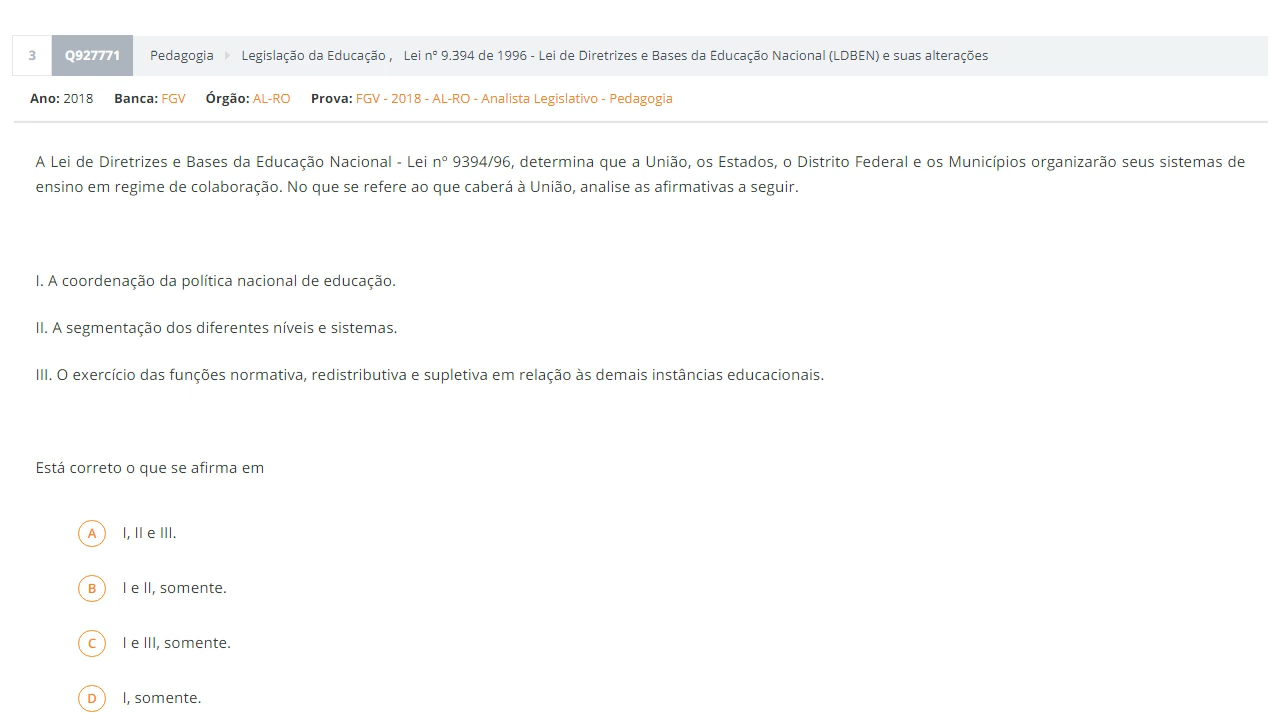 3 Q927771 Pedagogia Legislação da Educação , Lei nº 9.394 de 1996 - Lei de Diretrizes e Bases da Educação Nacional (LDBEN) e suas alterações
Ano: 2018 Banca: FGV Órgão: AL-RO Prova: FGV - 2018 - AL-RO - Analista Legislativo - Pedagogia
A Lei de Diretrizes e Bases da Educação Nacional - Lei nº 9394/96, determina que a União, os Estados, o Distrito Federal e os Municípios organizarão seus sistemas de
ensino em regime de colaboração. No que se refere ao que caberá à União, analise as afirmativas a seguir.
I. A coordenação da política nacional de educação.
II. A segmentação dos diferentes níveis e sistemas.
III. O exercício das funções normativa, redistributiva e supletiva em relação às demais instâncias educacionais.
Está correto o que se afirma em
A I, II e III.
B I e II, somente.
C I e III, somente.
D I, somente.